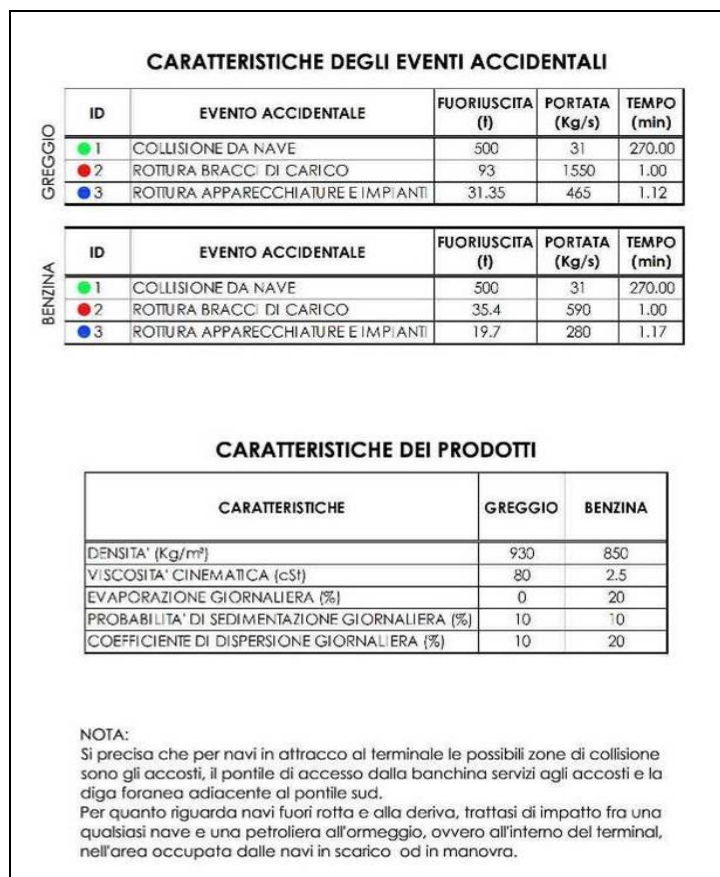 CARATTERISTICHE DEGLI EVENTI ACCIDENTALI
GREGGIO
ID EVENTO ACCIDENTALE FUORIUSCITA (t) PORTATA (Kg/s) TEMPO (min)
1 COLLISIONE DA NAVE 500 31 270.00
2 ROTTURA BRACCI DI CARICO 93 1550 1.00
3 ROTTURA APPARECCHIATURE E IMPIANTI 31.35 465 1.12
BENZINA
ID EVENTO ACCIDENTALE FUORIUSCITA (t) PORTATA (Kg/s) TEMPO (min)
1 COLLISIONE DA NAVE 500 31 270.00
2 ROTTURA BRACCI DI CARICO 35.4 590 1.00
3 ROTTURA APPARECCHIATURE E IMPIANTI 19.7 280 1.17
CARATTERISTICHE DEI PRODOTTI
CARATTERISTICHE GREGGIO BENZINA
DENSITA' (Kg/m³) 930 850
VISCOSITA' CINEMATICA (cSt) 80 2.5
EVAPORAZIONE GIORNALIERA (%) 0 20
PROBABILITA' DI SEDIMENTAZIONE GIORNALIERA (%) 10 10
COEFFICIENTE DI DISPERSIONE GIORNALIERA (%) 10 20
NOTA:
Si precisa che per navi in attracco al terminale le possibili zone di collisione
sono gli accosti, il pontile di accesso dalla banchina servizi agli accosti e la
diga foranea adiacente al pontile sud.
Per quanto riguarda navi fuori rotta e alla deriva, trattasi di impatto fra una
qualsiasi nave e una petroliera all'ormeggio, ovvero all'interno del terminal,
nell'area occupata dalle navi in scarico od in manovra.